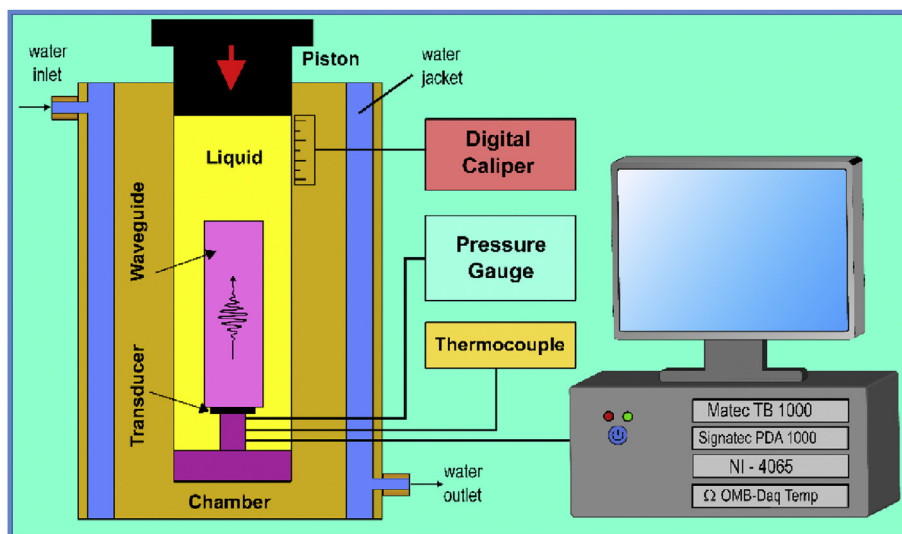 water
inlet
Piston
water
jacket
Liquid
Digital
Caliper
Waveguide
Pressure
Gauge
Thermocouple
Transducer
Matec TB 1000
Signatec PDA 1000
NI - 4065
Ω OMB-Daq Temp
water
outlet
Chamber